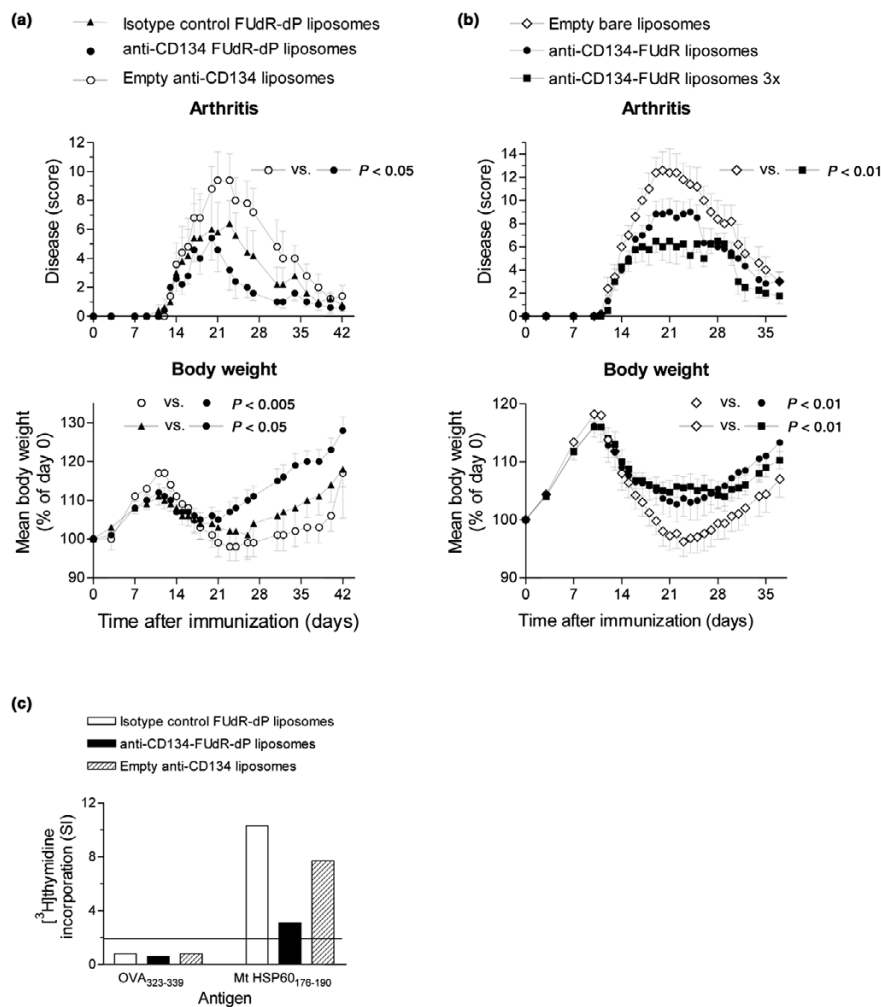 (a)
Isotype control FUdR-dP liposomes
anti-CD134 FUdR-dP liposomes
Empty anti-CD134 liposomes
Arthritis
vs. P < 0.05
Disease (score)
12
10
8
6
4
2
0
0 7 14 21 28 35 42
Body weight
vs. P < 0.005
vs. P < 0.05
Mean body weight
(% of day 0)
130
120
110
100
90
0 7 14 21 28 35 42
Time after immunization (days)
(b)
Empty bare liposomes
anti-CD134-FUdR liposomes
anti-CD134-FUdR liposomes 3x
Arthritis
vs. P < 0.01
Disease (score)
14
12
10
8
6
4
2
0
0 7 14 21 28 35
Body weight
vs. P < 0.01
vs. P < 0.01
Mean body weight
(% of day 0)
120
110
100
90
0 7 14 21 28 35
Time after immunization (days)
(c)
Isotype control FUdR-dP liposomes
anti-CD134-FUdR-dP liposomes
Empty anti-CD134 liposomes
[³H]thymidine
incorporation (SI)
12
8
4
0
OVA₃₂₃₋₃₃₉ Mt HSP60₁₇₆₋₁₉₀
Antigen